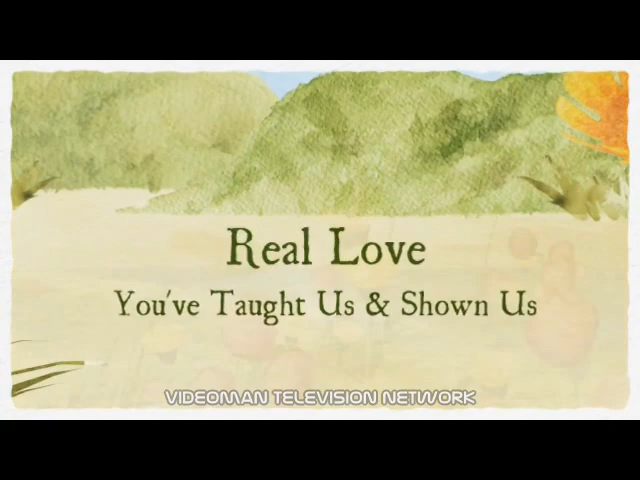 Real Love
You've Taught Us & Shown Us
VIDEOMAN TELEVISION NETWORK